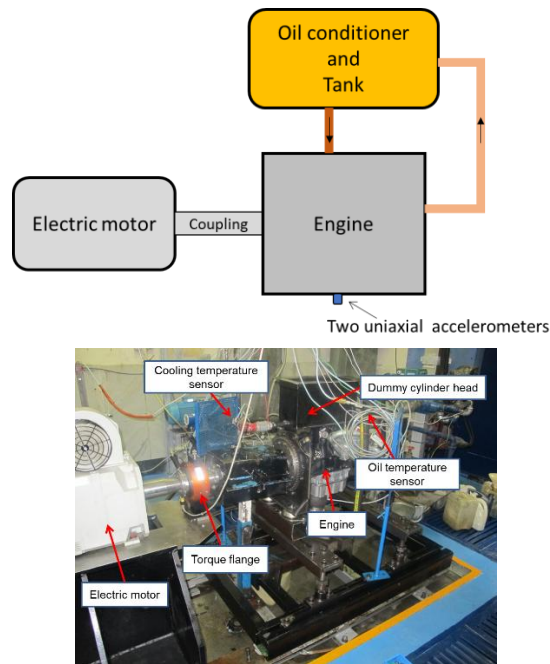 Oil conditioner
and
Tank
Electric motor
Coupling
Engine
Two uniaxial accelerometers
Cooling temperature
sensor
Dummy cylinder head
Oil temperature
sensor
Engine
Torque flange
Electric motor